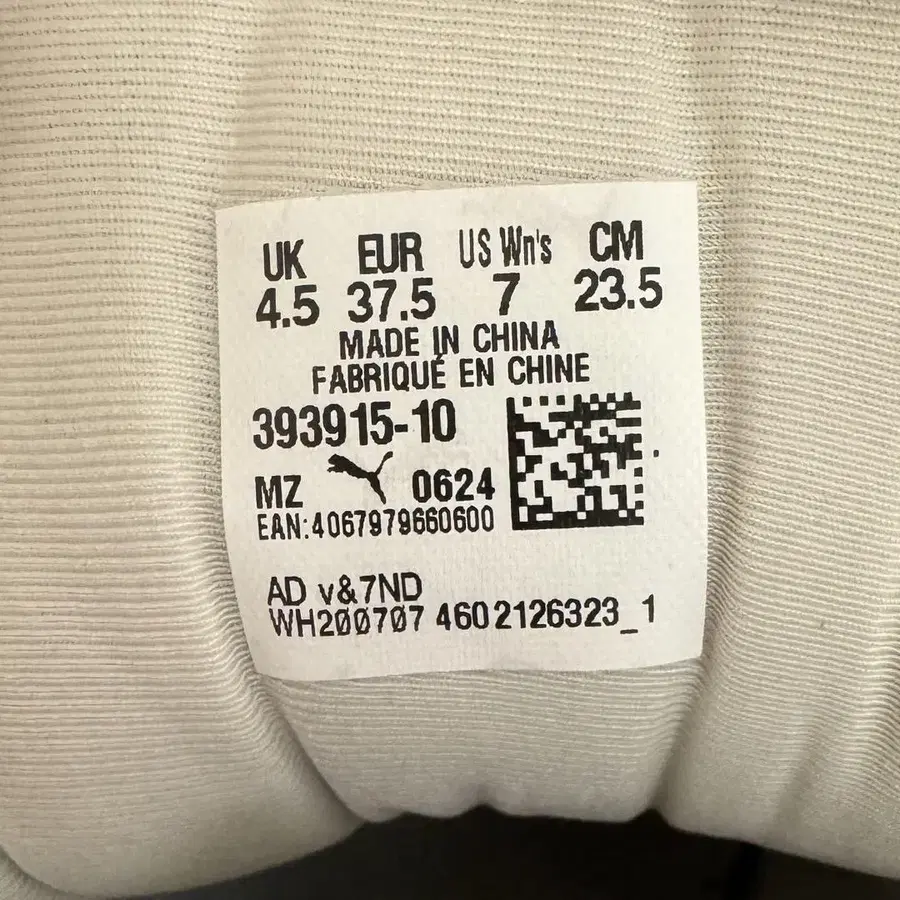 UK EUR US Wn's CM
4.5 37.5 7 23.5
MADE IN CHINA
FABRIQUÉ EN CHINE
393915-10
MZ 0624
EAN:4067979660600
AD v&7ND
WH200707 4602126323_1